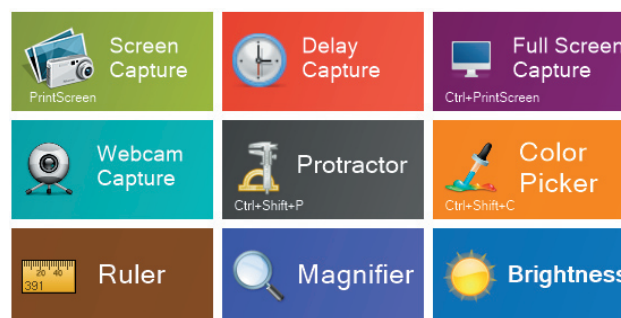 Screen
Capture
PrintScreen
Delay
Capture
Full Screen
Capture
Ctrl+PrintScreen
Webcam
Capture
Protractor
Ctrl+Shift+P
Color
Picker
Ctrl+Shift+C
20 40
391
Ruler
Magnifier
Brightness